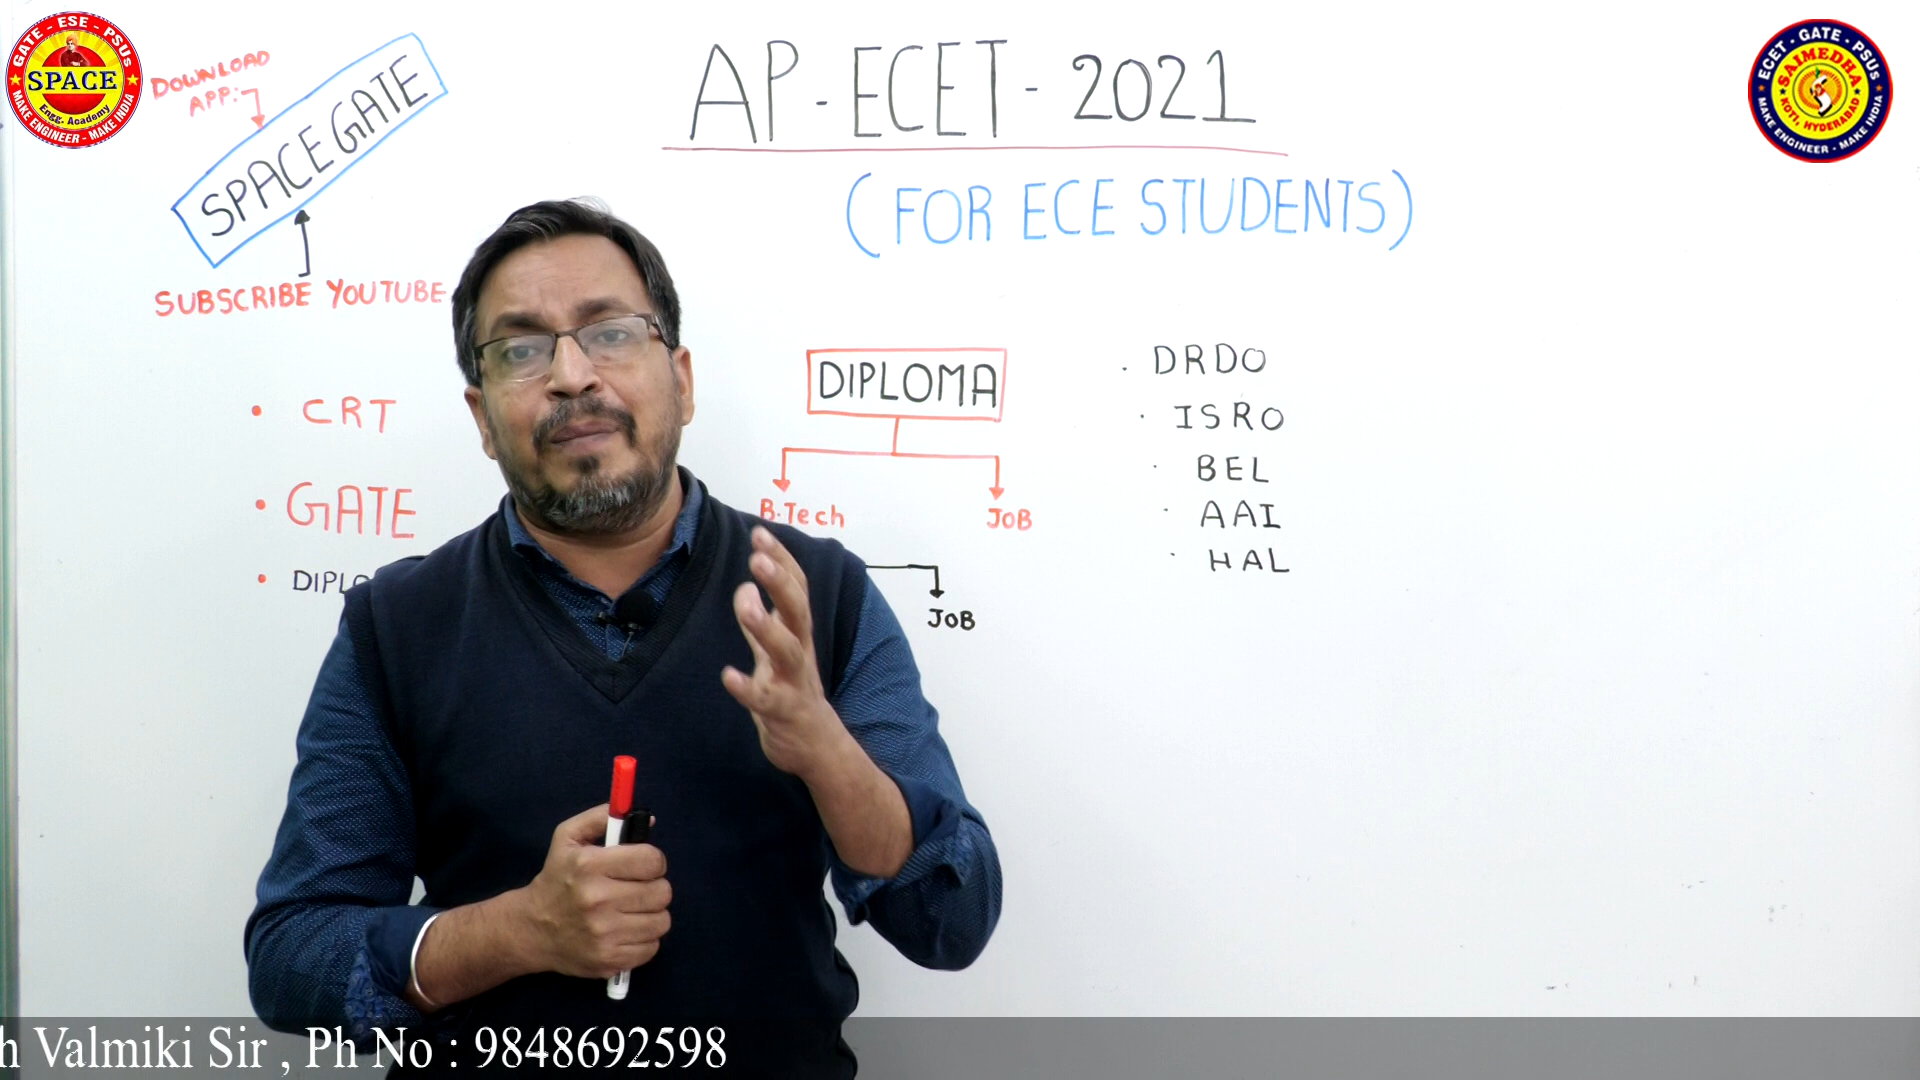 GATE - ESE - PSUs
SPACE
Engg. Academy
MAKE ENGINEER - MAKE INDIA
DOWNLOAD
APP:-
SPACE GATE
SUBSCRIBE YOUTUBE
AP - ECET - 2021
(FOR ECE STUDENTS)
ECET - GATE - PSUs
SAIMEDHA
KOTI, HYDERABAD
MAKE ENGINEER - MAKE INDIA
• CRT
• GATE
• DIPLO
DIPLOMA
B.Tech
JOB
JOB
. DRDO
. ISRO
. BEL
. AAI
. HAL
h Valmiki Sir , Ph No : 9848692598